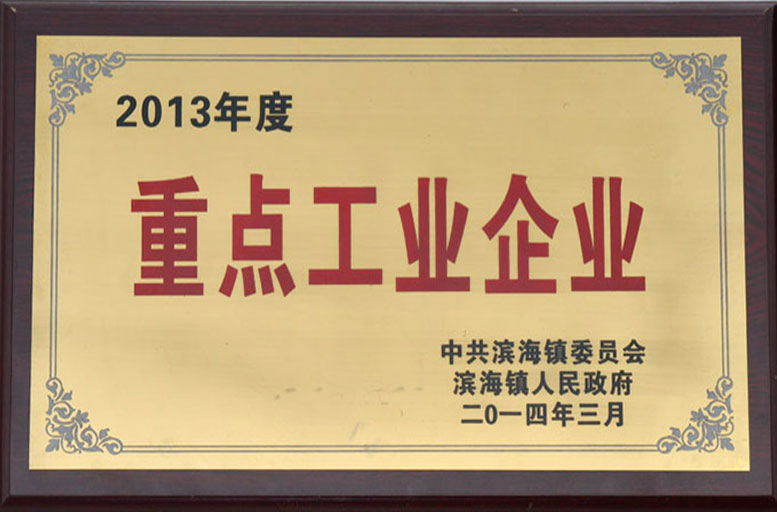 2013年度
重点工业企业
中共滨海镇委员会
滨海镇人民政府
二0一四年三月